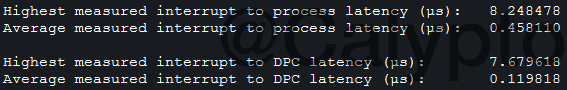 Highest measured interrupt to process latency (µs):   8.248478
Average measured interrupt to process latency (µs):   0.458110
@Calypto
Highest measured interrupt to DPC latency (µs):       7.679618
Average measured interrupt to DPC latency (µs):       0.119818